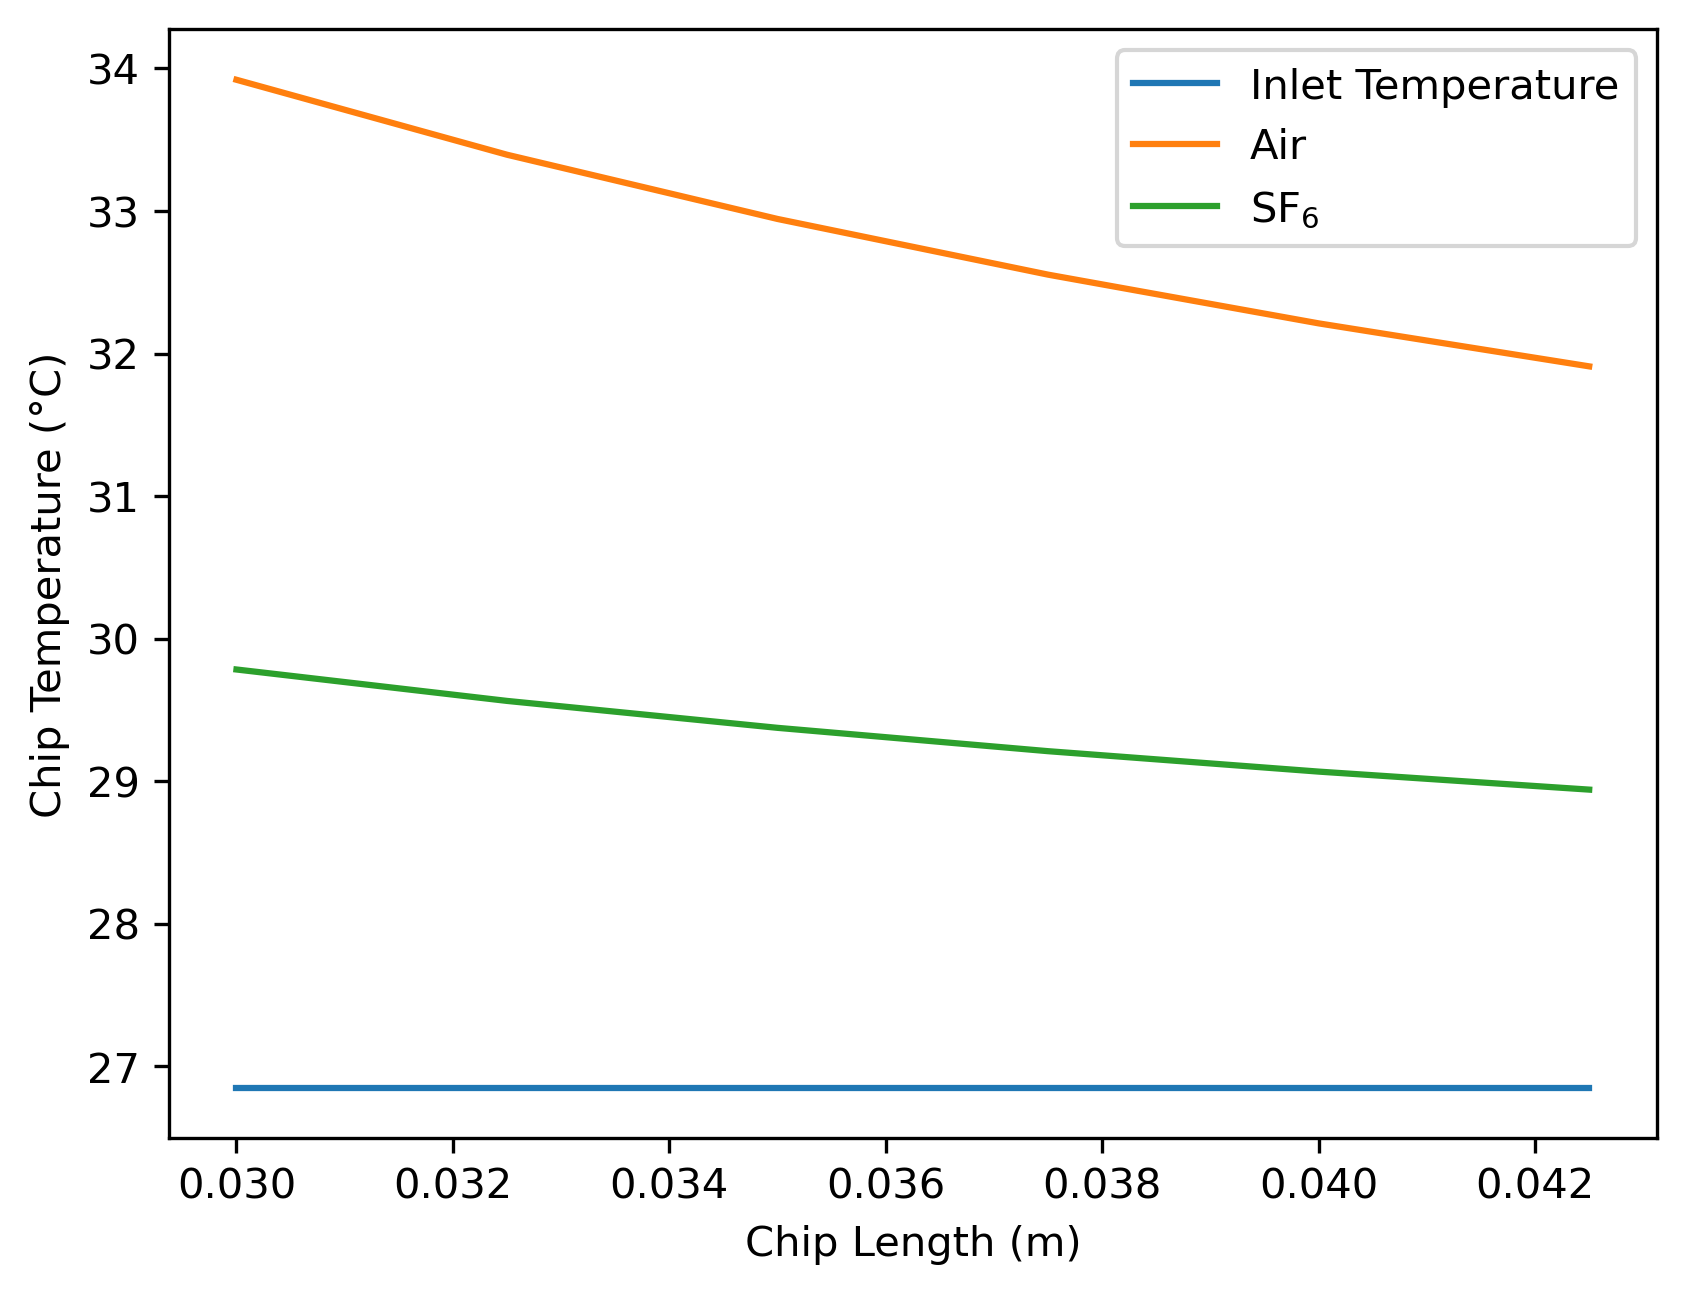 34
33
32
31
30
29
28
27
Chip Temperature (°C)
Inlet Temperature
Air
SF₆
0.030 0.032 0.034 0.036 0.038 0.040 0.042
Chip Length (m)